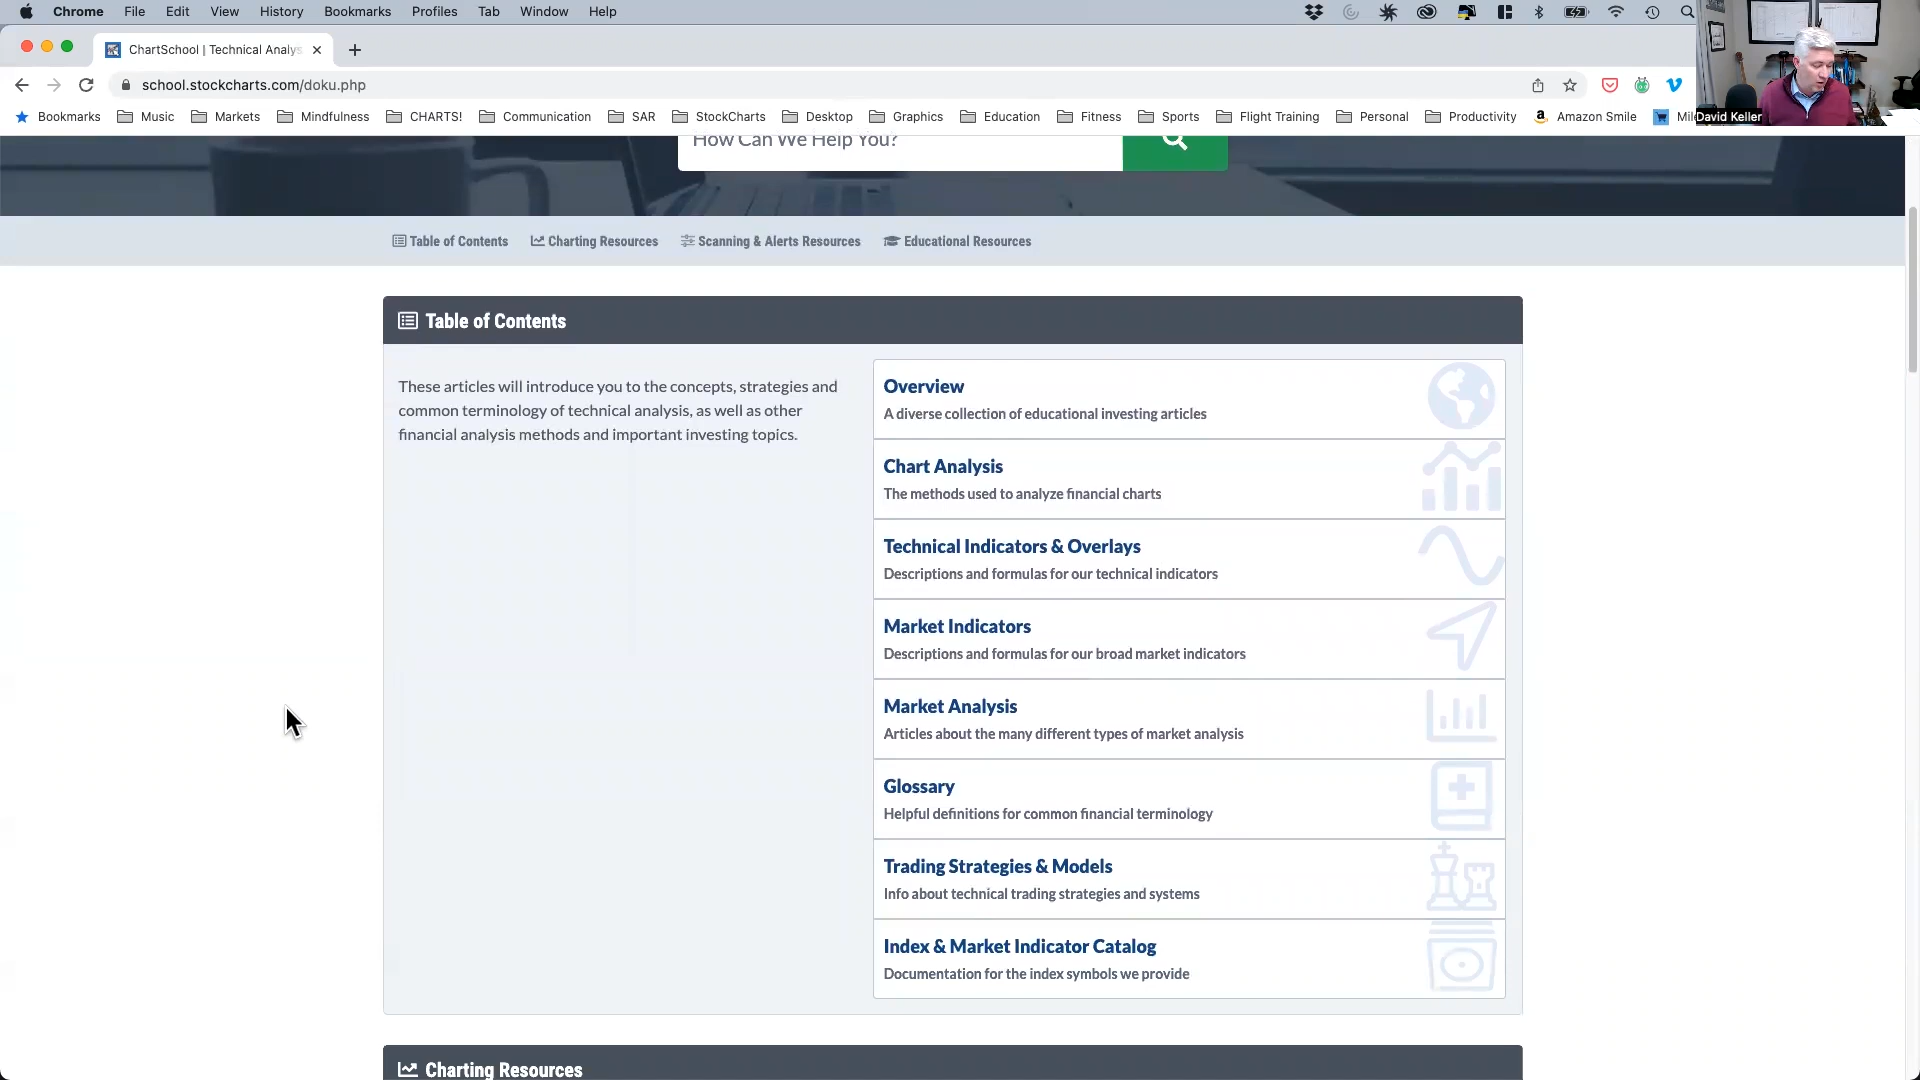 Chrome File Edit View History Bookmarks Profiles Tab Window Help
ChartSchool | Technical Analys
school.stockcharts.com/doku.php
Bookmarks Music Markets Mindfulness CHARTS! Communication SAR StockCharts Desktop Graphics Education Fitness Sports Flight Training Personal Productivity Amazon Smile
David Keller
How Can We Help You?
Table of Contents Charting Resources Scanning & Alerts Resources Educational Resources
Table of Contents
These articles will introduce you to the concepts, strategies and
common terminology of technical analysis, as well as other
financial analysis methods and important investing topics.
Overview
A diverse collection of educational investing articles
Chart Analysis
The methods used to analyze financial charts
Technical Indicators & Overlays
Descriptions and formulas for our technical indicators
Market Indicators
Descriptions and formulas for our broad market indicators
Market Analysis
Articles about the many different types of market analysis
Glossary
Helpful definitions for common financial terminology
Trading Strategies & Models
Info about technical trading strategies and systems
Index & Market Indicator Catalog
Documentation for the index symbols we provide
Charting Resources